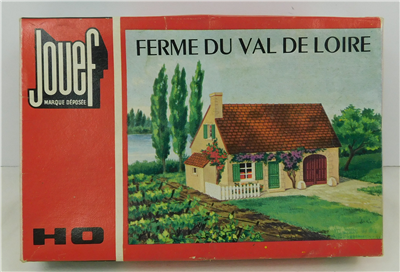 Jouef
MARQUE DÉPOSÉE
FERME DU VAL DE LOIRE
HO